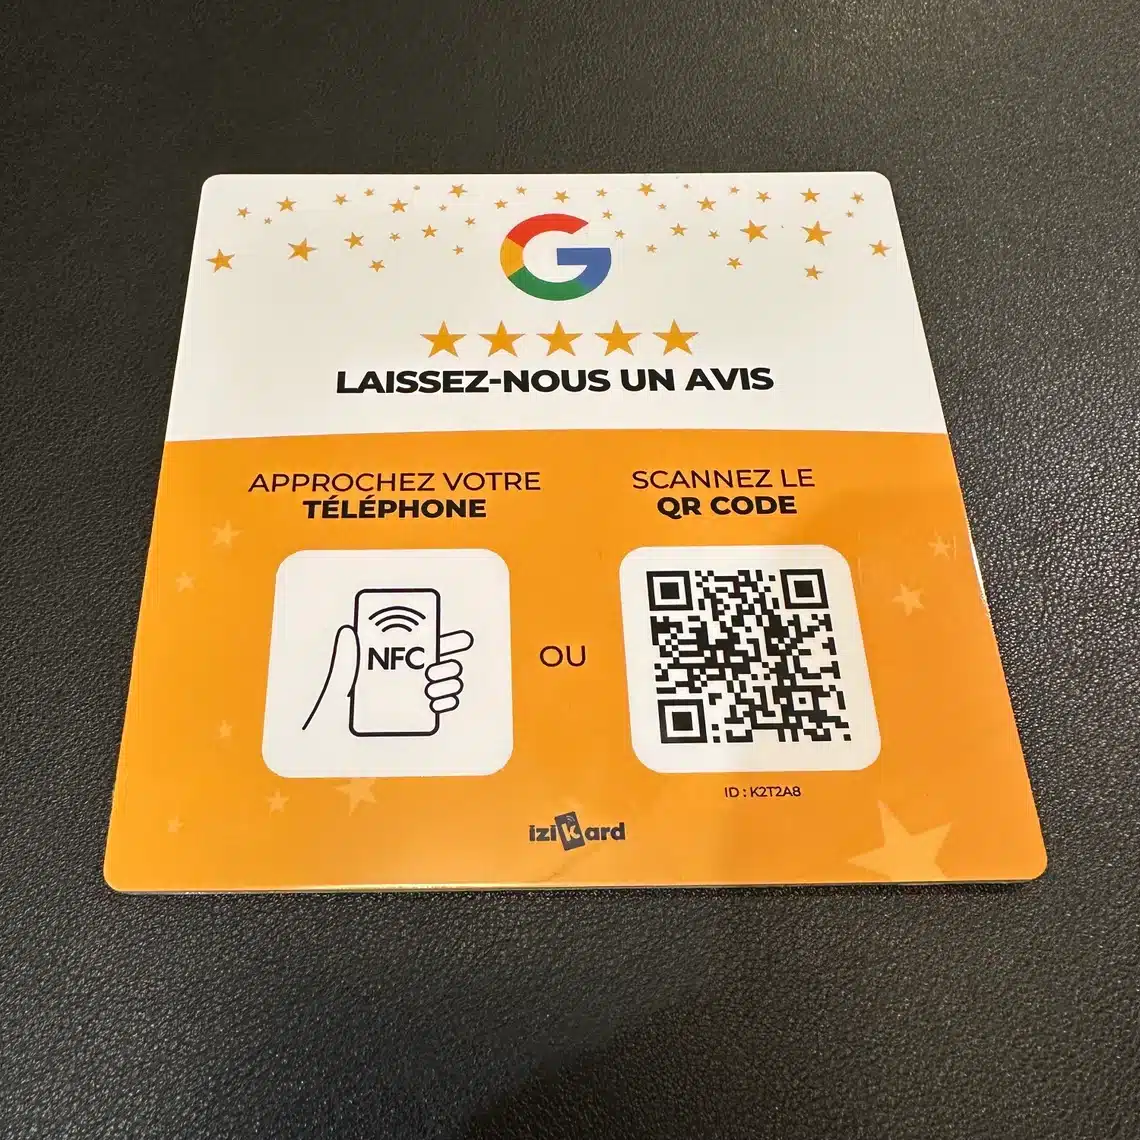 G
LAISSEZ-NOUS UN AVIS
APPROCHEZ VOTRE
TÉLÉPHONE
SCANNEZ LE
QR CODE
NFC
OU
ID : K2T2A8
izikard